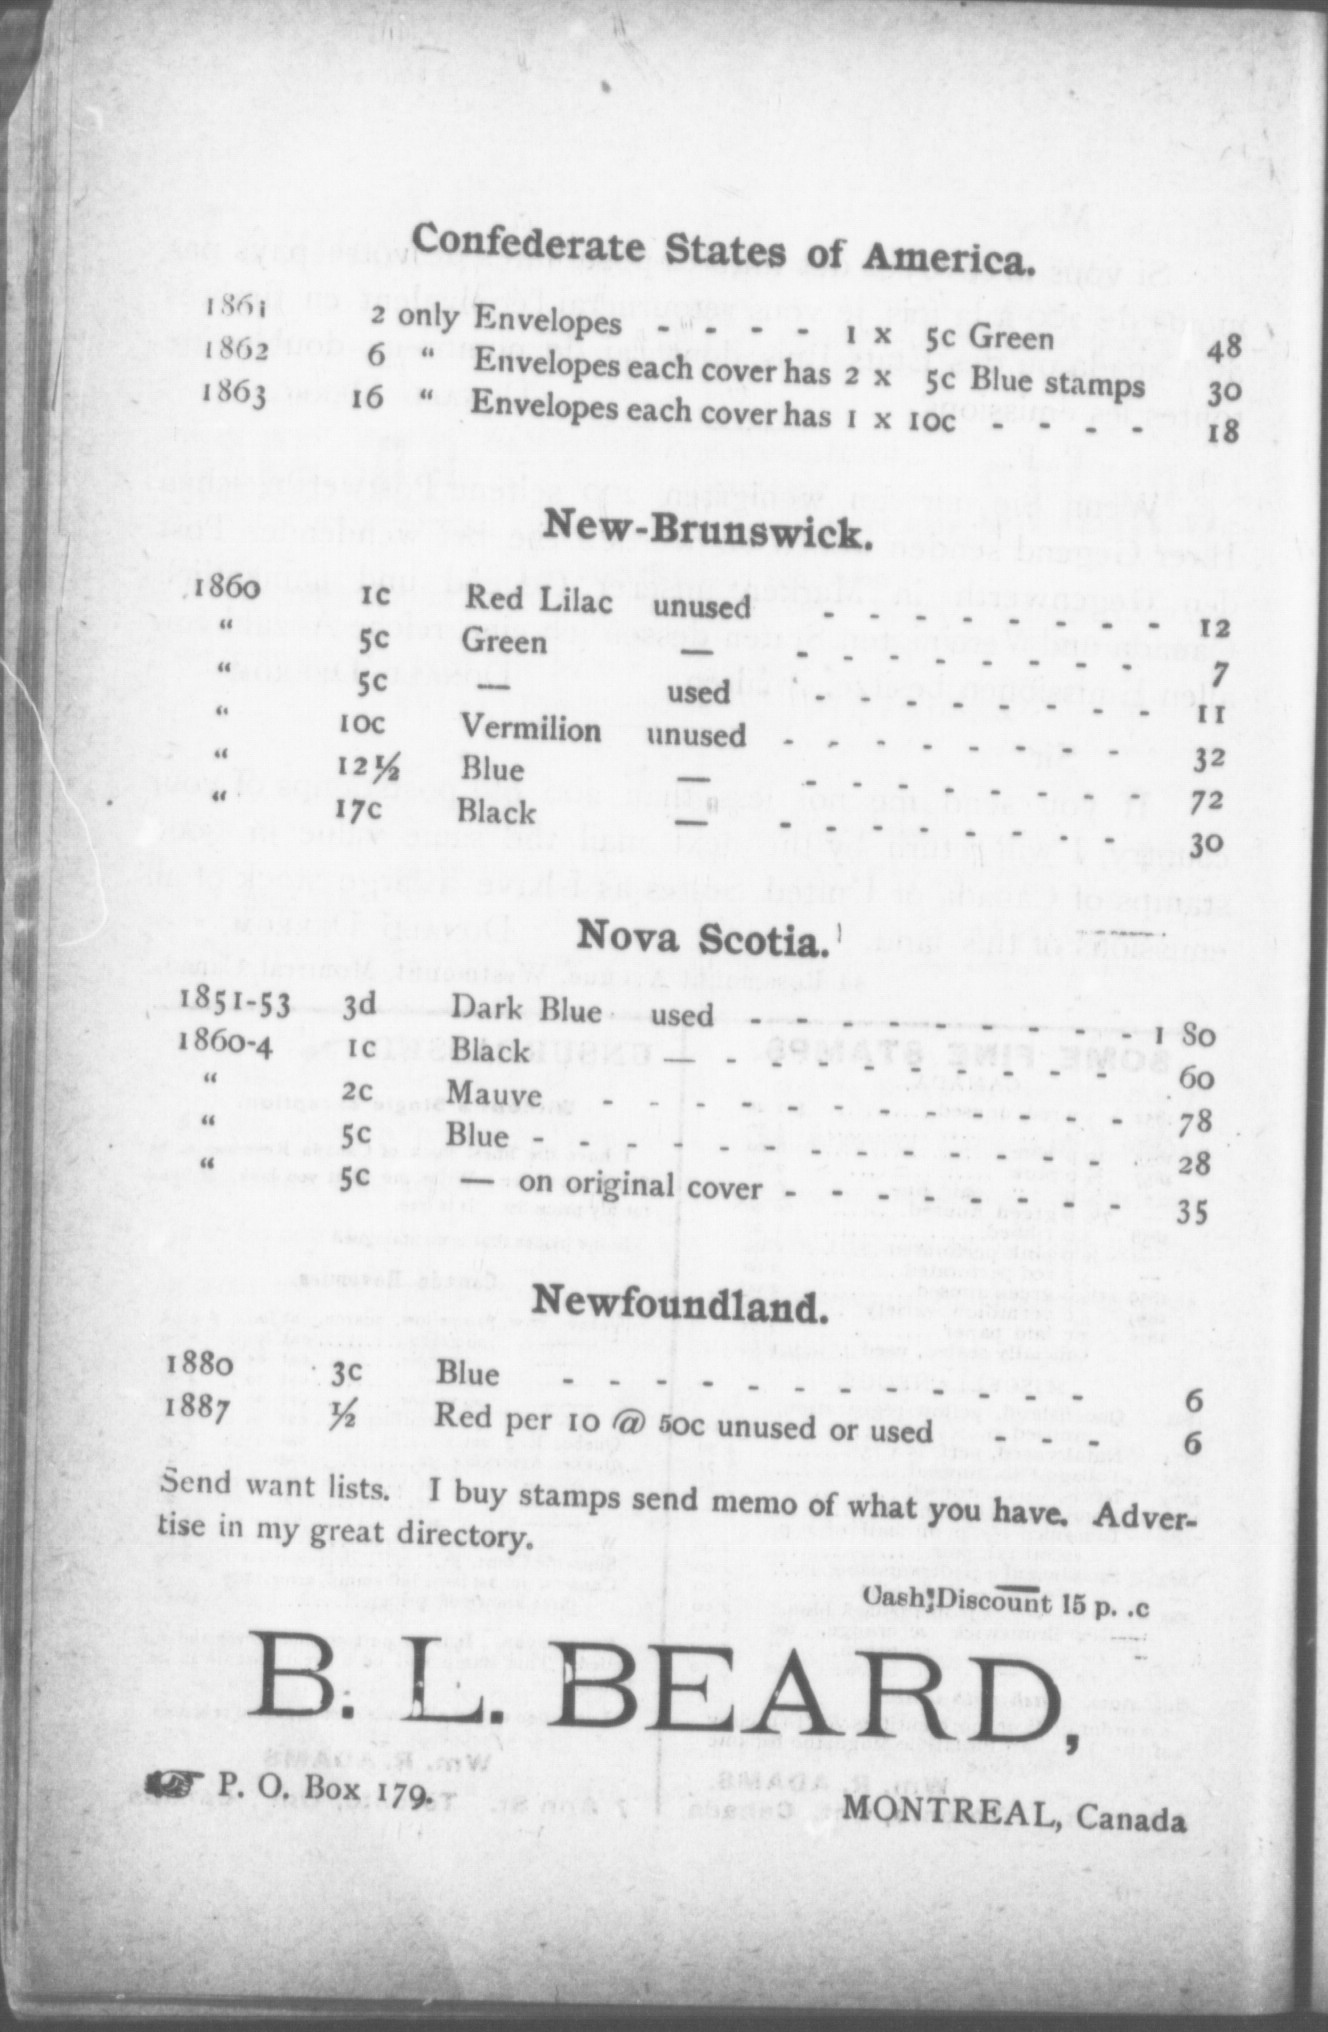 Confederate States of America.
1861 2 only Envelopes - - - - 1 x 5c Green 48
1862 6 “ Envelopes each cover has 2 x 5c Blue stamps 30
1863 16 “ Envelopes each cover has 1 x 10c - - - - 18
New-Brunswick.
1860 1c Red Lilac unused - - - - - - - - 12
“ 5c Green — - - - - - - - - 7
“ 5c — used - - - - - - - - 11
“ 10c Vermilion unused - - - - - - - - 32
“ 12½ Blue — - - - - - - - - 72
“ 17c Black — - - - - - - - - 30
Nova Scotia.
1851-53 3d Dark Blue used - - - - - - - - - 1 80
1860-4 1c Black — - - - - - - - - - 60
“ 2c Mauve - - - - - - - - - - - - 78
“ 5c Blue - - - - - - - - - - - - - 28
“ 5c — on original cover - - - - - - - - 35
Newfoundland.
1880 3c Blue - - - - - - - - - - - - 6
1887 ½ Red per 10 @ 50c unused or used - - - 6
Send want lists. I buy stamps send memo of what you have. Adver-
tise in my great directory.
Cash Discount 15 p. .c
B. L. BEARD,
☞ P. O. Box 179.
MONTREAL, Canada